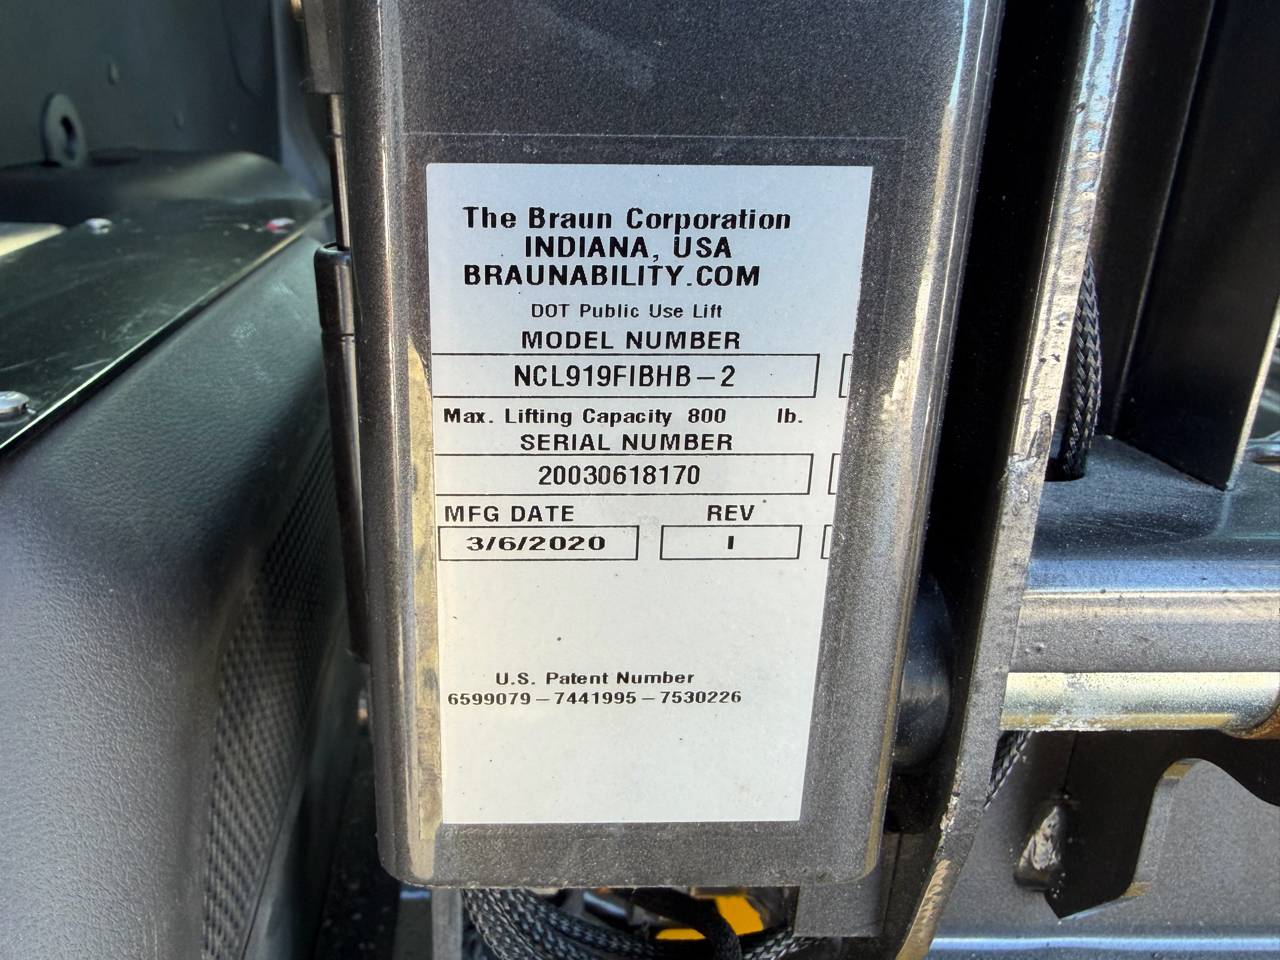 The Braun Corporation
INDIANA, USA
BRAUNABILITY.COM
DOT Public Use Lift
MODEL NUMBER
NCL919FIBHB-2
Max. Lifting Capacity 800 lb.
SERIAL NUMBER
20030618170
MFG DATE REV
3/6/2020 I
U.S. Patent Number
6599079-7441995-7530226